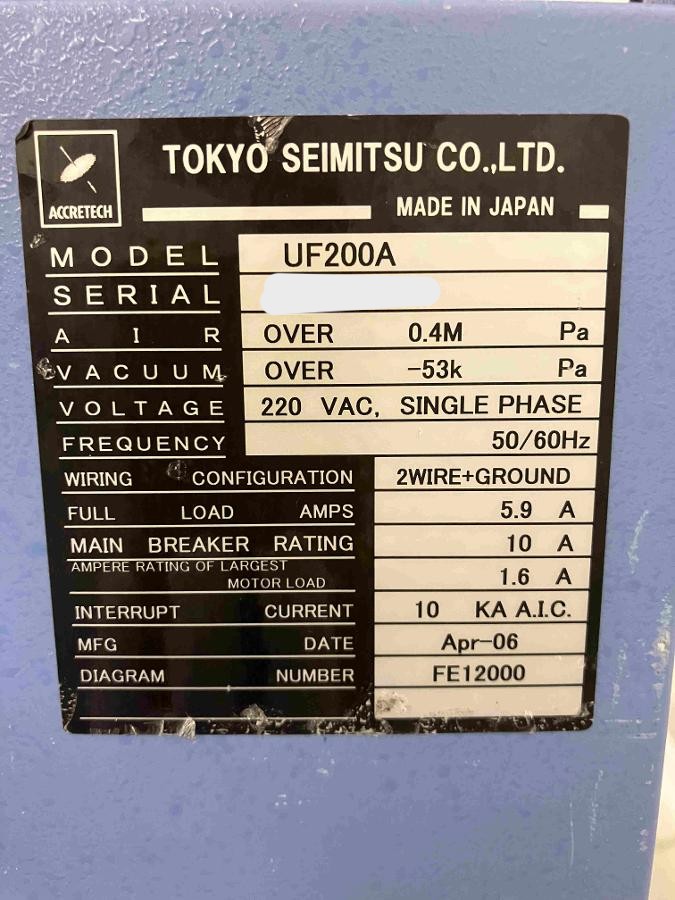 ACCRETECH
TOKYO SEIMITSU CO.,LTD.
MADE IN JAPAN
MODEL UF200A
SERIAL
AIR OVER 0.4M Pa
VACUUM OVER -53k Pa
VOLTAGE 220 VAC, SINGLE PHASE
FREQUENCY 50/60Hz
WIRING CONFIGURATION 2WIRE+GROUND
FULL LOAD AMPS 5.9 A
MAIN BREAKER RATING 10 A
AMPERE RATING OF LARGEST
MOTOR LOAD 1.6 A
INTERRUPT CURRENT 10 KA A.I.C.
MFG DATE Apr-06
DIAGRAM NUMBER FE12000